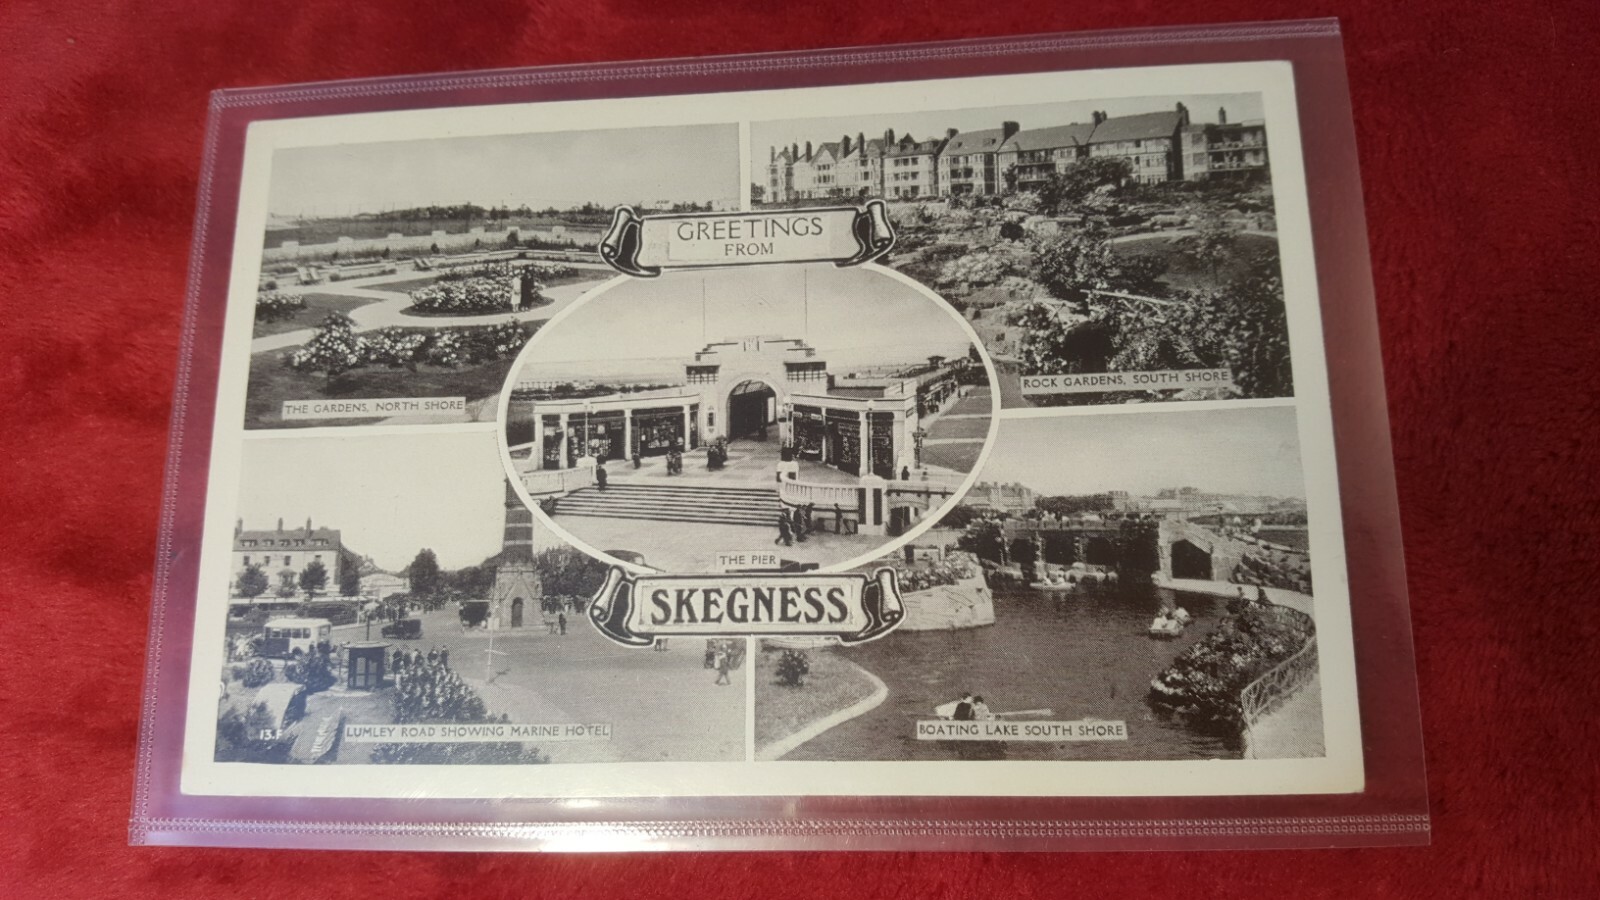 GREETINGS
FROM
THE GARDENS, NORTH SHORE
ROCK GARDENS, SOUTH SHORE
THE PIER
SKEGNESS
13.F
LUMLEY ROAD SHOWING MARINE HOTEL
BOATING LAKE SOUTH SHORE